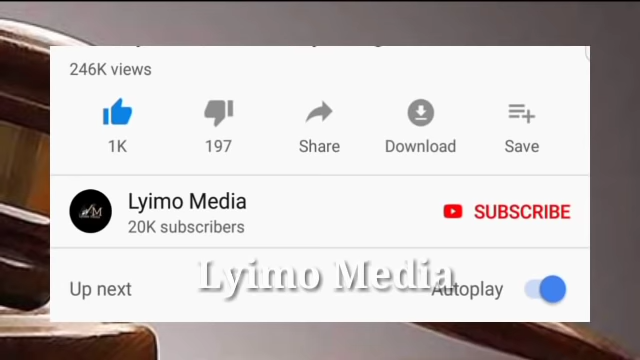 246K views
1K
197
Share
Download
Save
Lyimo Media
20K subscribers
SUBSCRIBE
Lyimo Media
Up next
Autoplay